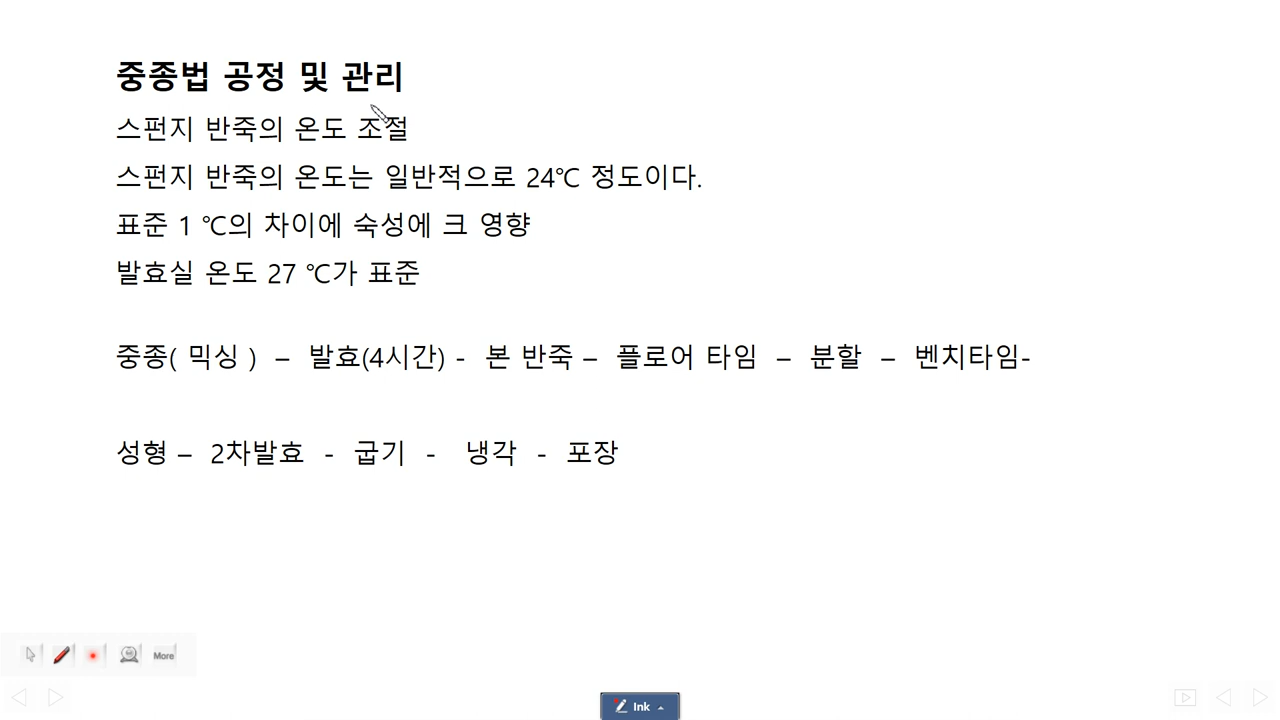 중종법 공정 및 관리
스펀지 반죽의 온도 조절
스펀지 반죽의 온도는 일반적으로 24℃ 정도이다.
표준 1 ℃의 차이에 숙성에 크 영향
발효실 온도 27 ℃가 표준
중종( 믹싱 ) – 발효(4시간) - 본 반죽 – 플로어 타임 – 분할 – 벤치타임-
성형 – 2차발효 - 굽기 - 냉각 - 포장
More
Ink